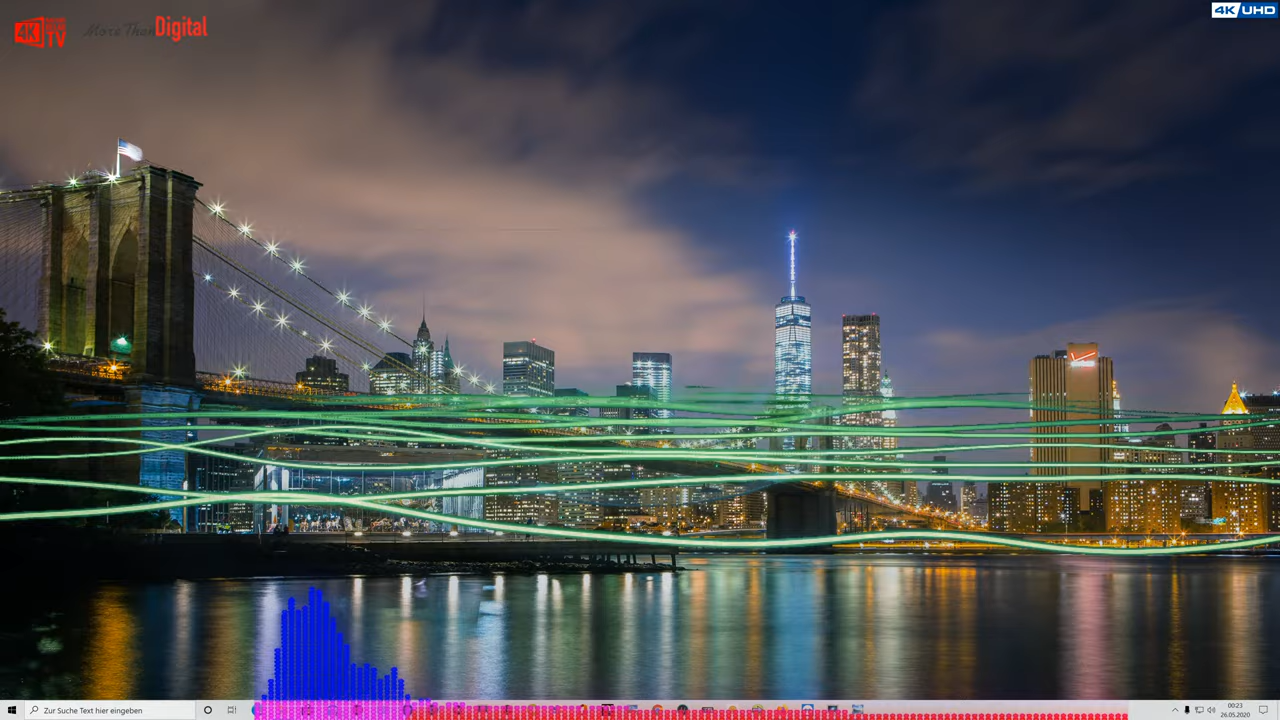 4K
TV
More Than Digital
4K UHD
Zur Suche Text hier eingeben
00:23
26.05.2020